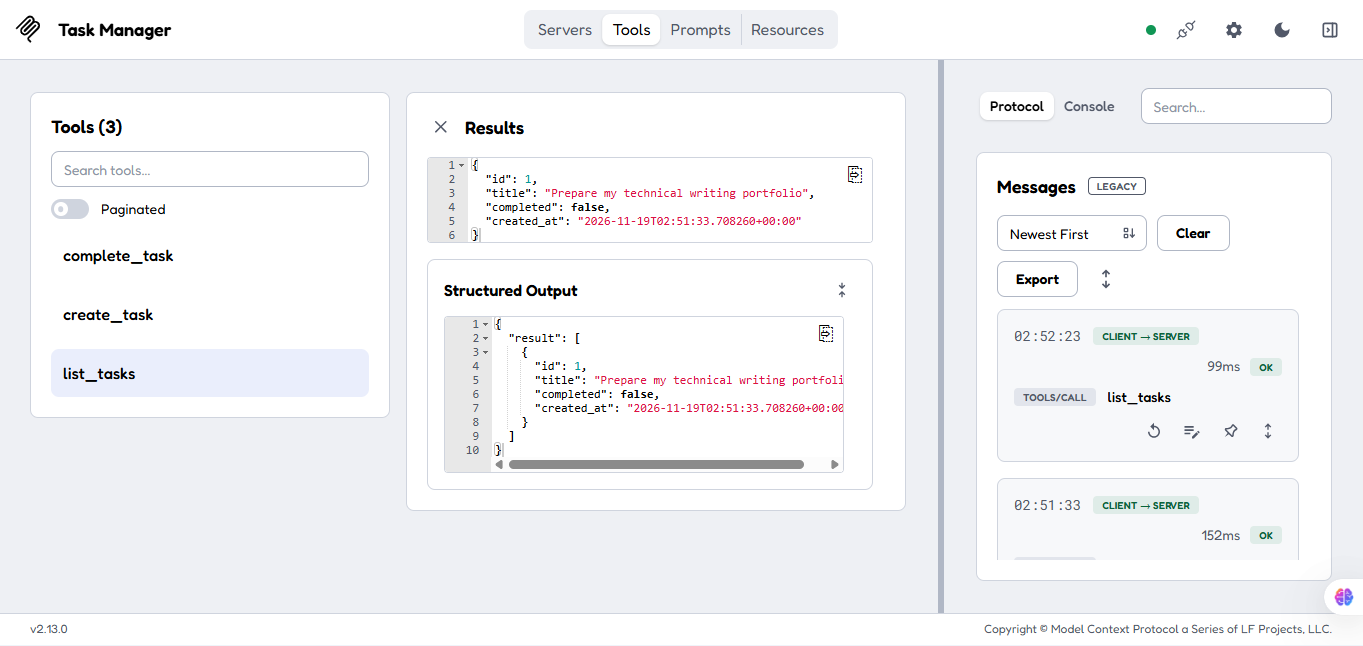 Task Manager
Servers Tools Prompts Resources
Tools (3)
Search tools...
Paginated
complete_task
create_task
list_tasks
Results
1 {
2 "id": 1,
3 "title": "Prepare my technical writing portfolio",
4 "completed": false,
5 "created_at": "2026-11-19T02:51:33.708260+00:00"
6 }
Structured Output
1 {
2 "result": [
3 {
4 "id": 1,
5 "title": "Prepare my technical writing portfoli
6 "completed": false,
7 "created_at": "2026-11-19T02:51:33.708260+00:00
8 }
9 ]
10 }
Protocol Console
Search...
Messages LEGACY
Newest First Clear
Export
02:52:23 CLIENT → SERVER
99ms OK
TOOLS/CALL list_tasks
02:51:33 CLIENT → SERVER
152ms OK
v2.13.0
Copyright © Model Context Protocol a Series of LF Projects, LLC.